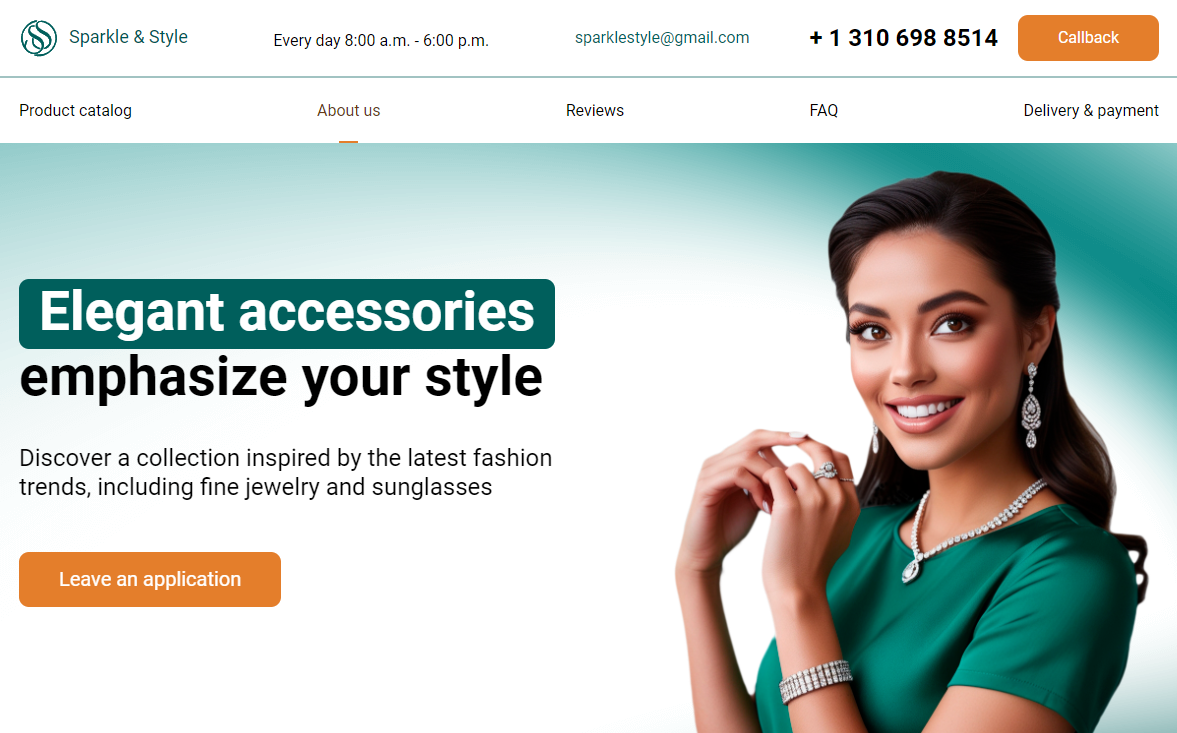 Sparkle & Style
Every day 8:00 a.m. - 6:00 p.m.
sparklestyle@gmail.com
+ 1 310 698 8514
Callback
Product catalog
About us
Reviews
FAQ
Delivery & payment
Elegant accessories
emphasize your style
Discover a collection inspired by the latest fashion
trends, including fine jewelry and sunglasses
Leave an application